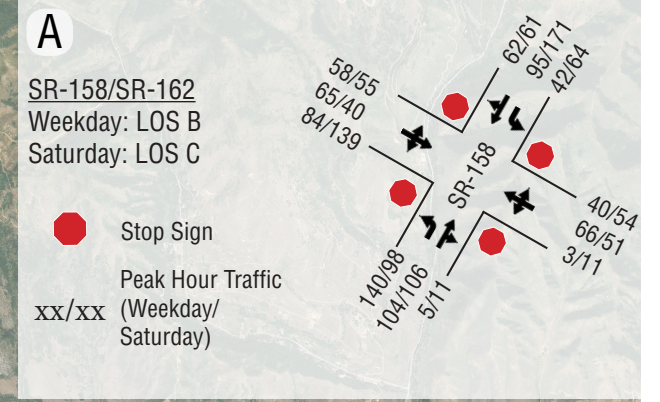 A
SR-158/SR-162
Weekday: LOS B
Saturday: LOS C
Stop Sign
xx/xx
Peak Hour Traffic
(Weekday/
Saturday)
58/55
65/40
84/139
62/61
95/171
42/64
SR-158
40/54
66/51
3/11
140/98
104/106
5/11